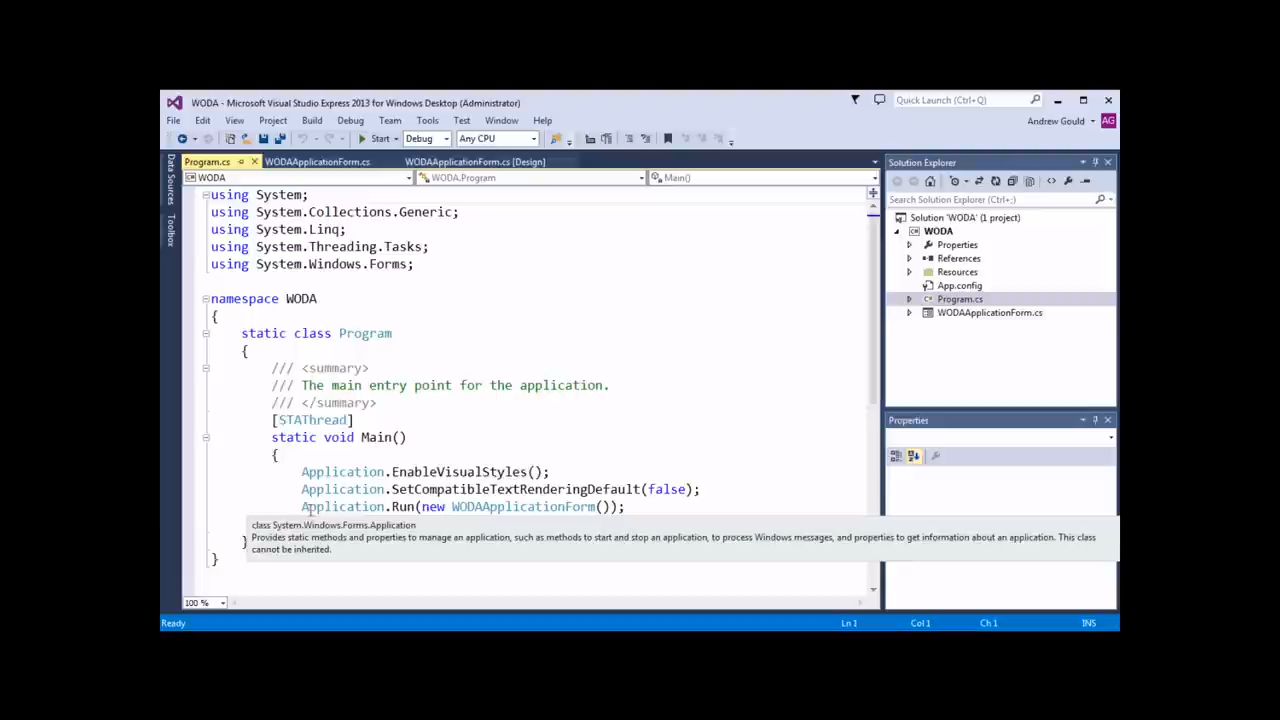 WODA - Microsoft Visual Studio Express 2013 for Windows Desktop (Administrator)
Quick Launch (Ctrl+Q)
File Edit View Project Build Debug Team Tools Test Window Help
Andrew Gould AG
Start Debug Any CPU
Program.cs WODAApplicationForm.cs WODAApplicationForm.cs [Design]
WODA WODA.Program Main()
Data Sources
Toolbox
using System;
using System.Collections.Generic;
using System.Linq;
using System.Threading.Tasks;
using System.Windows.Forms;
namespace WODA
{
static class Program
{
/// <summary>
/// The main entry point for the application.
/// </summary>
[STAThread]
static void Main()
{
Application.EnableVisualStyles();
Application.SetCompatibleTextRenderingDefault(false);
Application.Run(new WODAApplicationForm());
class System.Windows.Forms.Application
Provides static methods and properties to manage an application, such as methods to start and stop an application, to process Windows messages, and properties to get information about an application. This class
cannot be inherited.
}
}
100 %
Solution Explorer
Search Solution Explorer (Ctrl+;)
Solution 'WODA' (1 project)
WODA
Properties
References
Resources
App.config
Program.cs
WODAApplicationForm.cs
Properties
Ready Ln 1 Col 1 Ch 1 INS